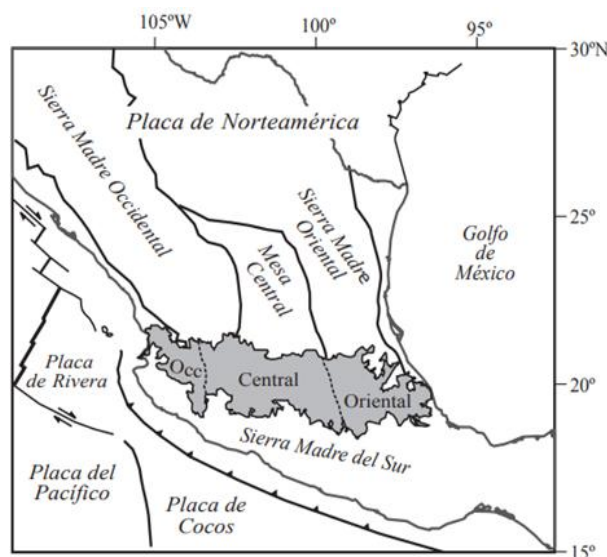 105ºW
100º
95º
30ºN
25º
20º
15º
Placa de Norteamérica
Sierra Madre Occidental
Mesa
Central
Sierra Madre
Oriental
Golfo
de
México
Occ
Central
Oriental
Placa
de Rivera
Sierra Madre del Sur
Placa del
Pacífico
Placa de
Cocos